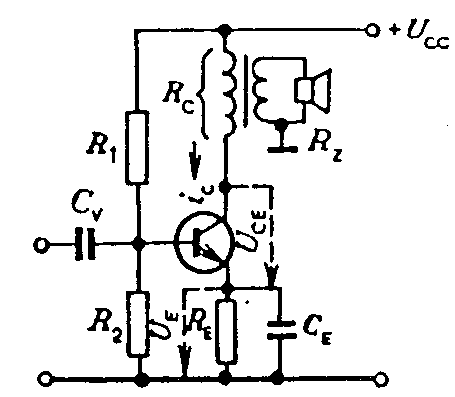 + U_CC
R_C
R_1
R_Z
i_C
C_V
U_CE
R_2
U_E
R_E
C_E